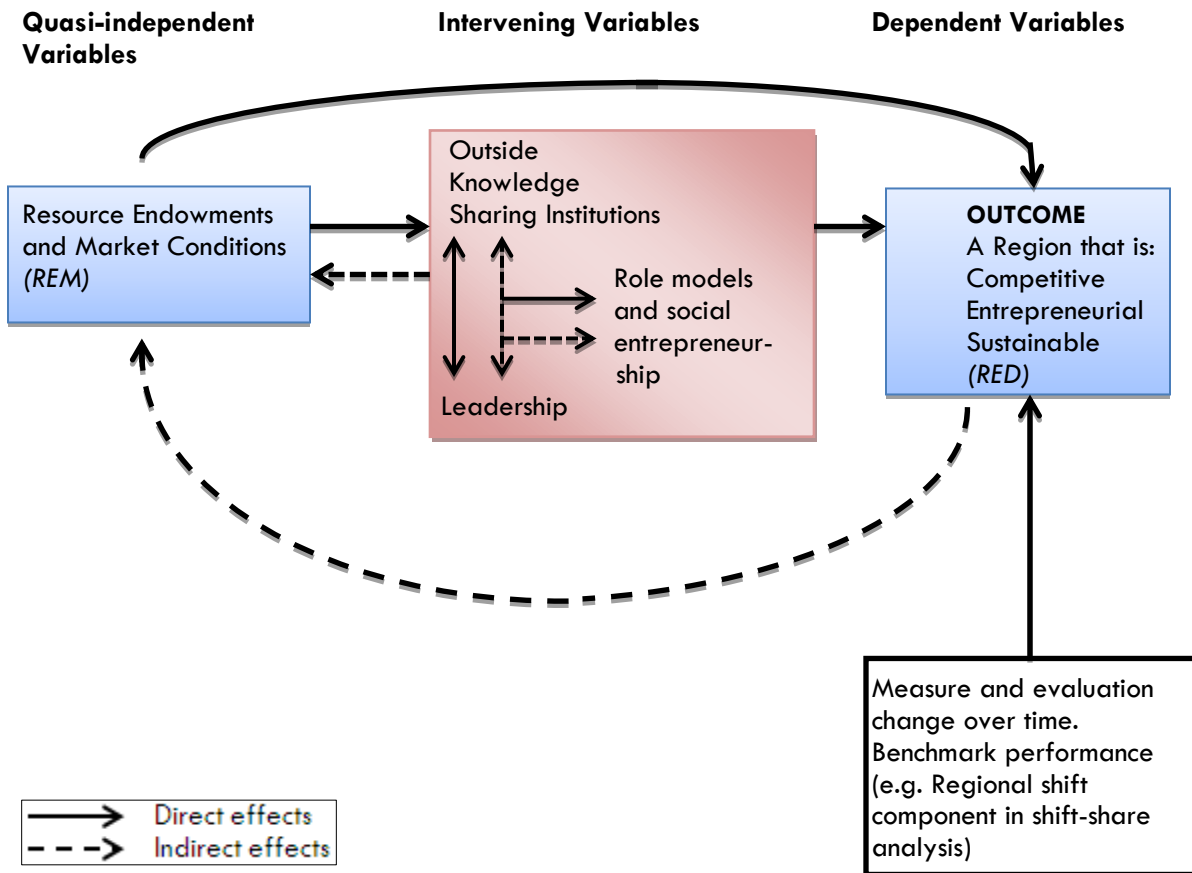 Quasi-independent
Variables
Intervening Variables
Dependent Variables
Resource Endowments
and Market Conditions
(REM)
Outside
Knowledge
Sharing Institutions
Role models
and social
entrepreneur-
ship
Leadership
OUTCOME
A Region that is:
Competitive
Entrepreneurial
Sustainable
(RED)
Measure and evaluation
change over time.
Benchmark performance
(e.g. Regional shift
component in shift-share
analysis)
Direct effects
Indirect effects